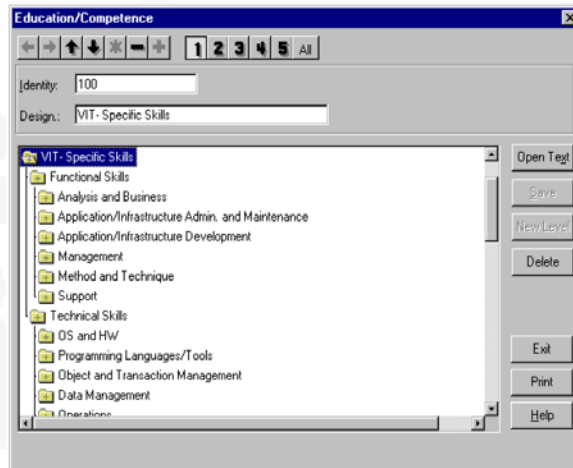 Education/Competence
1 2 3 4 5 All
Identity: 100
Design.: VIT- Specific Skills
VIT- Specific Skills
Functional Skills
Analysis and Business
Application/Infrastructure Admin. and Maintenance
Application/Infrastructure Development
Management
Method and Technique
Support
Technical Skills
OS and HW
Programming Languages/Tools
Object and Transaction Management
Data Management
Operations
Open Text
Save
New Level
Delete
Exit
Print
Help